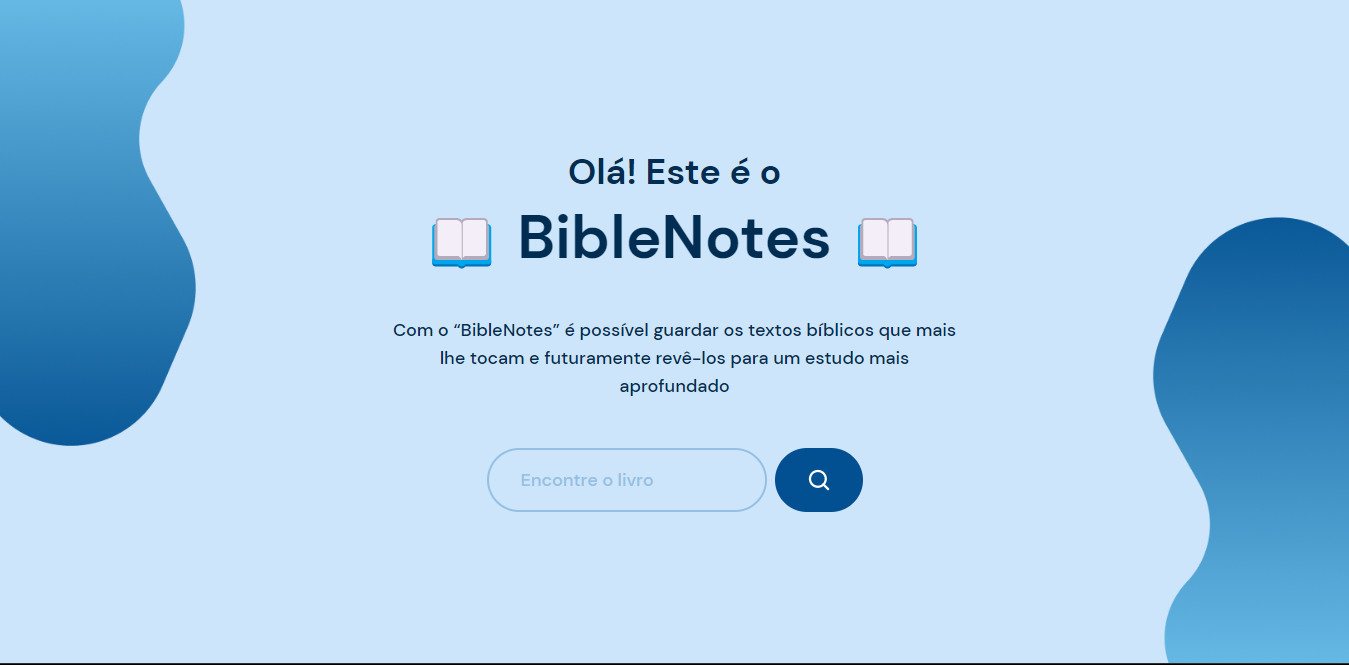 Olá! Este é o
📖 BibleNotes 📖
Com o “BibleNotes” é possível guardar os textos bíblicos que mais
lhe tocam e futuramente revê-los para um estudo mais
aprofundado
Encontre o livro